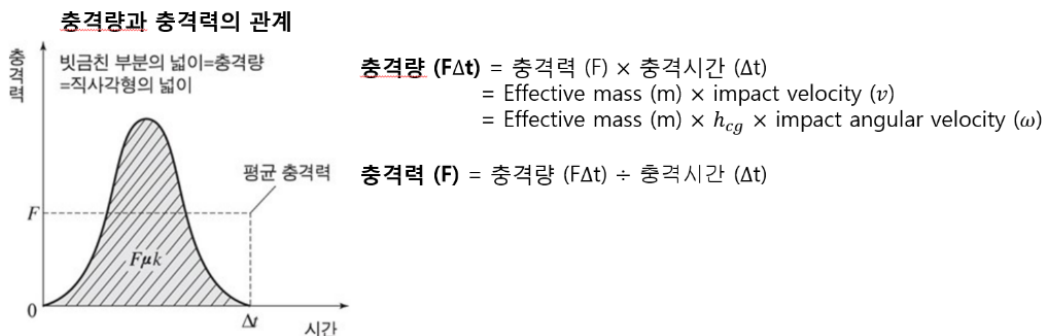 충격량과 충격력의 관계
충격력
빗금친 부분의 넓이=충격량
=직사각형의 넓이
평균 충격력
F
Fμk
0
Δt
시간
충격량 (FΔt) = 충격력 (F) × 충격시간 (Δt)
= Effective mass (m) × impact velocity (v)
= Effective mass (m) × h_cg × impact angular velocity (ω)
충격력 (F) = 충격량 (FΔt) ÷ 충격시간 (Δt)